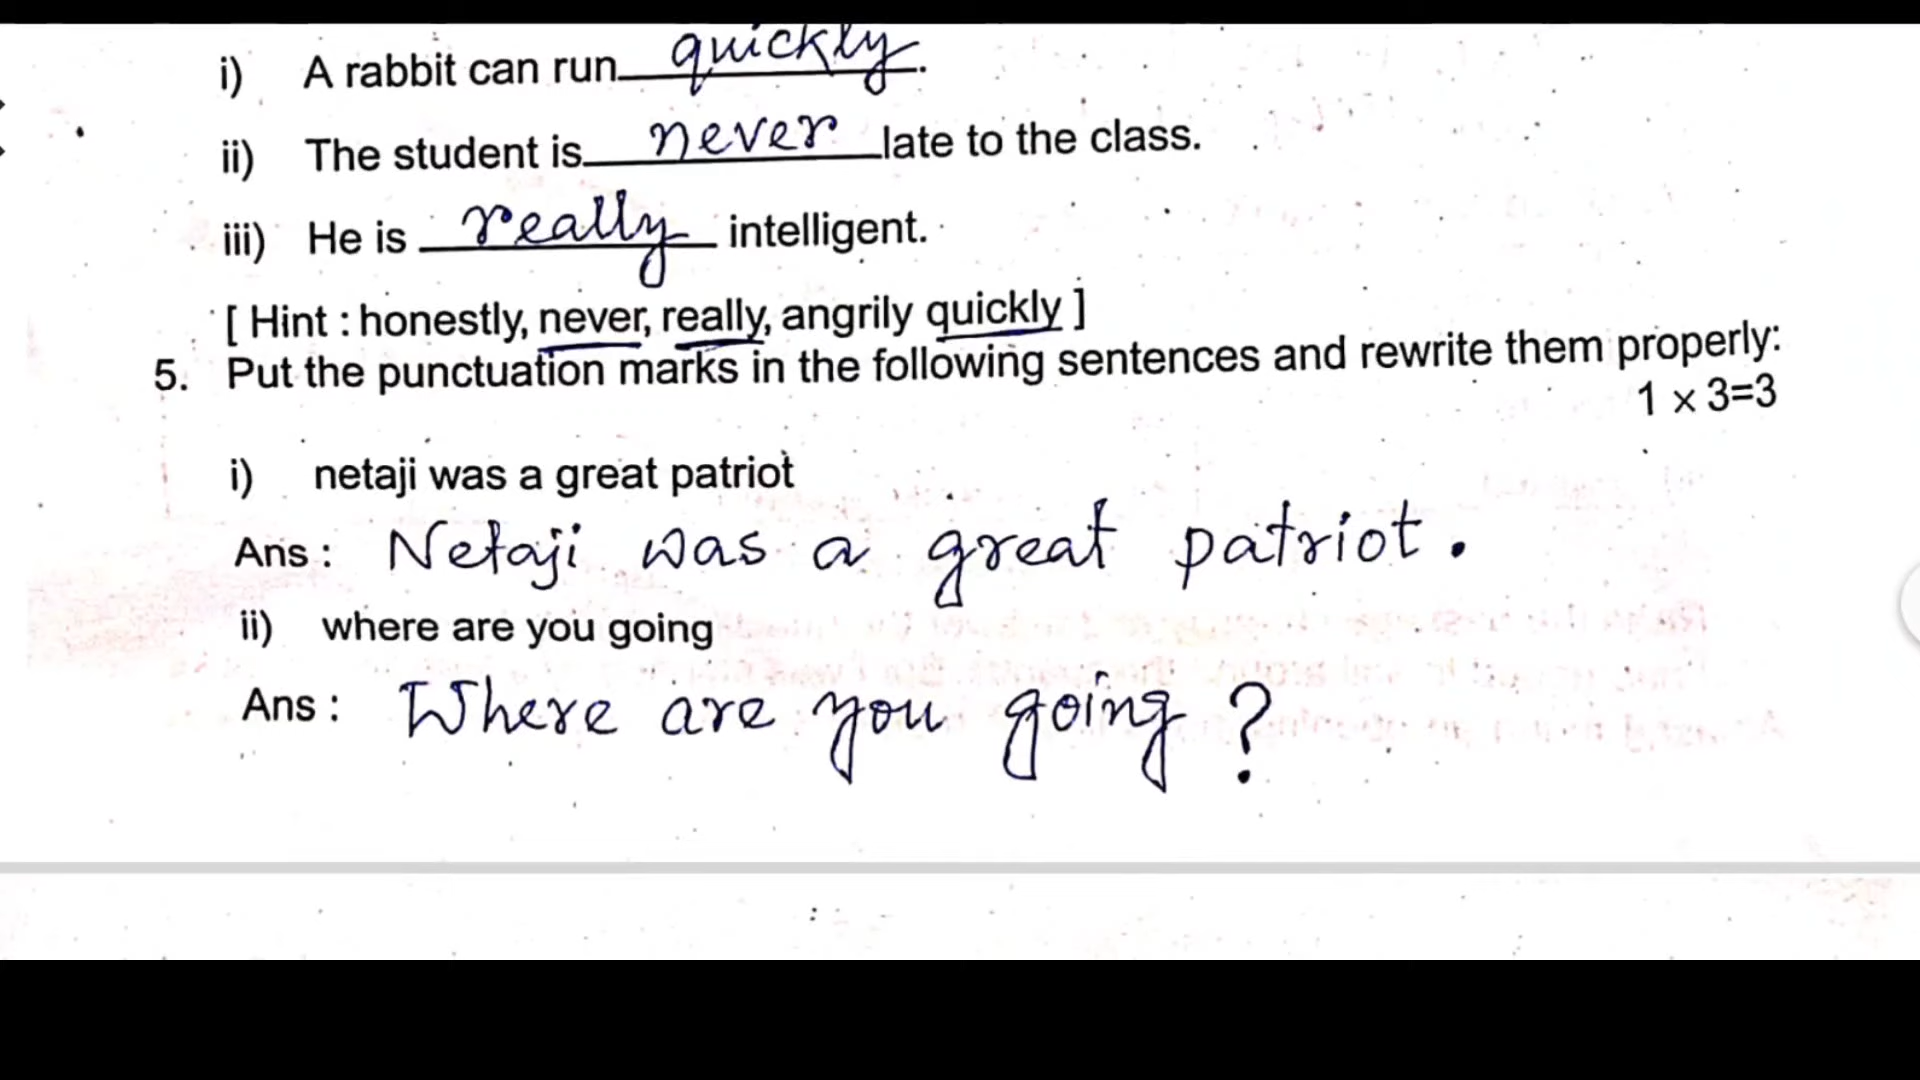 i) A rabbit can run quickly.
ii) The student is never late to the class.
iii) He is really intelligent.
[ Hint : honestly, never, really, angrily quickly ]
5. Put the punctuation marks in the following sentences and rewrite them properly:
1 × 3=3
i) netaji was a great patriot
Ans : Netaji was a great patriot.
ii) where are you going
Ans : Where are you going ?